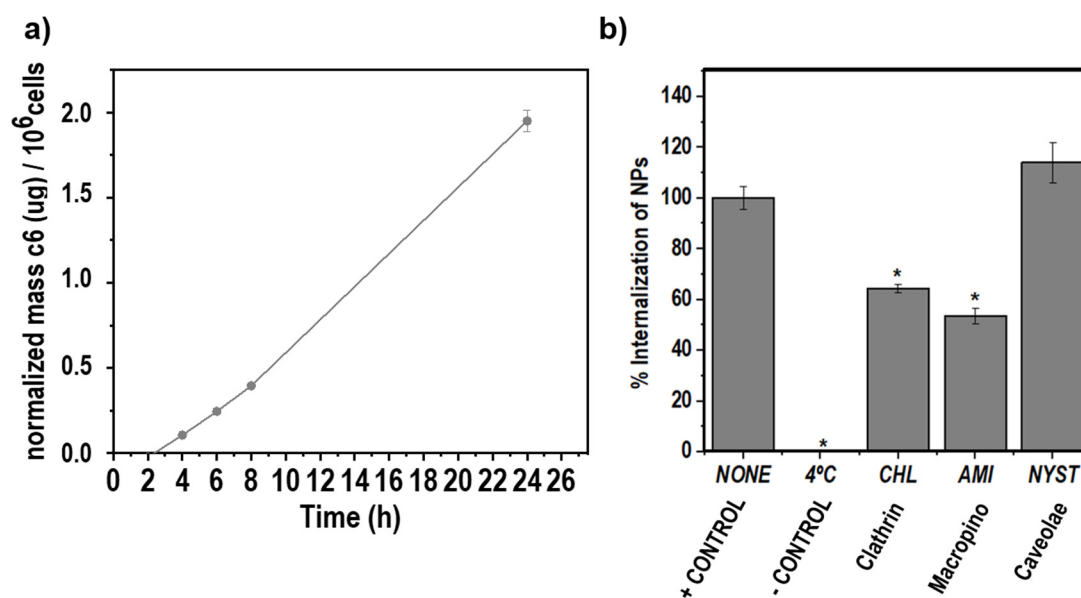 a)
normalized mass c6 (ug) / 10⁶cells
2.0
1.5
1.0
0.5
0.0
0 2 4 6 8 10 12 14 16 18 20 22 24 26
Time (h)
b)
% Internalization of NPs
140
120
100
80
60
40
20
0
*
*
*
NONE 4ºC CHL AMI NYST
+ CONTROL
- CONTROL
Clathrin
Macropino
Caveolae